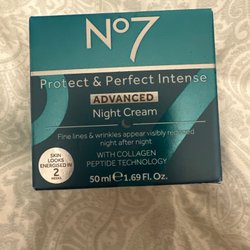 No7
Protect & Perfect Intense
ADVANCED
Night Cream
Fine lines & wrinkles appear visibly reduced
night after night
WITH COLLAGEN
PEPTIDE TECHNOLOGY
SKIN
LOOKS
ENERGISED IN
2
WEEKS
50 ml ℮ 1.69 Fl. Oz.